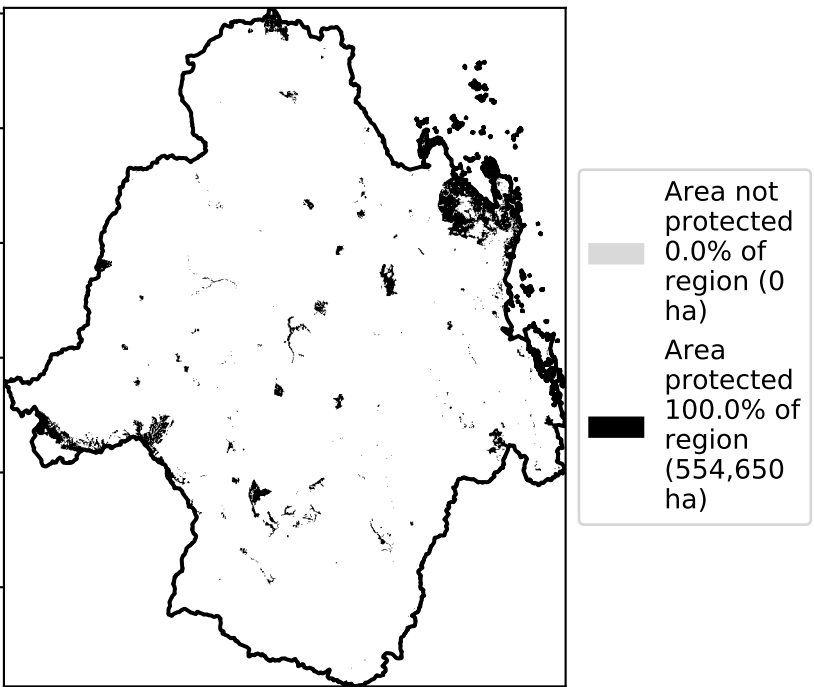 Area not
protected
0.0% of
region (0
ha)
Area
protected
100.0% of
region
(554,650
ha)